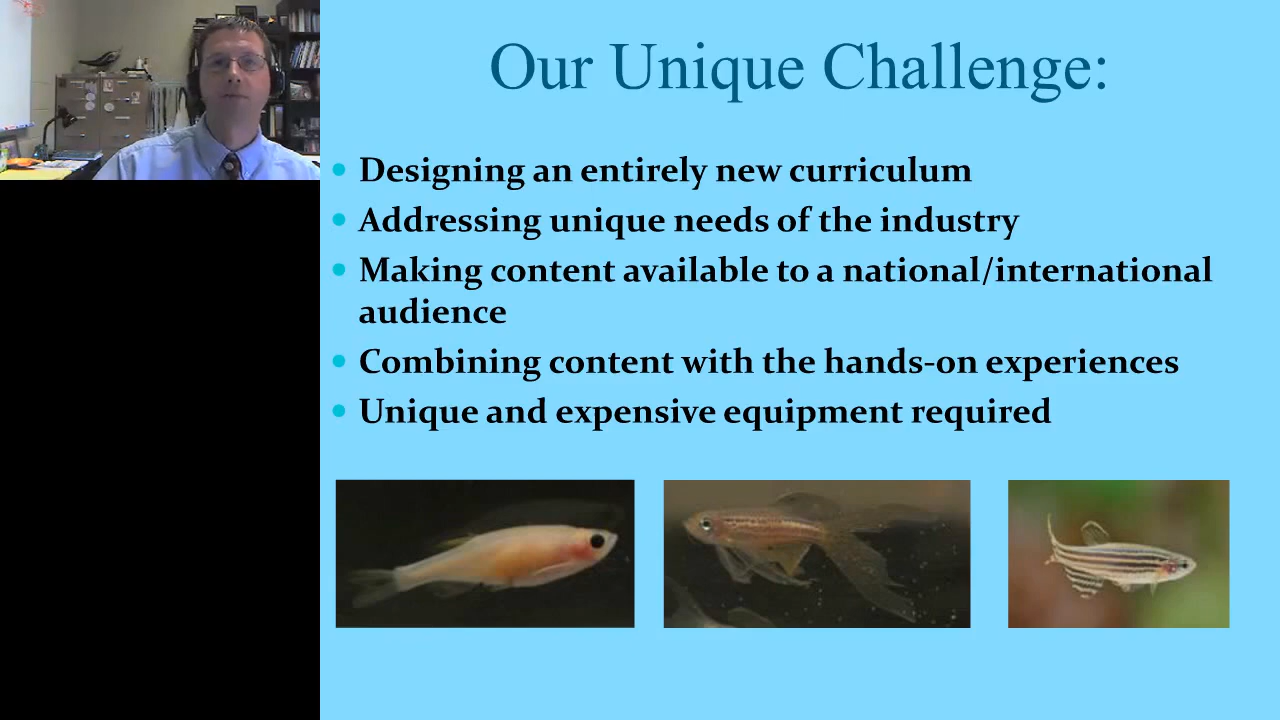 Our Unique Challenge:
Designing an entirely new curriculum
Addressing unique needs of the industry
Making content available to a national/international
audience
Combining content with the hands-on experiences
Unique and expensive equipment required